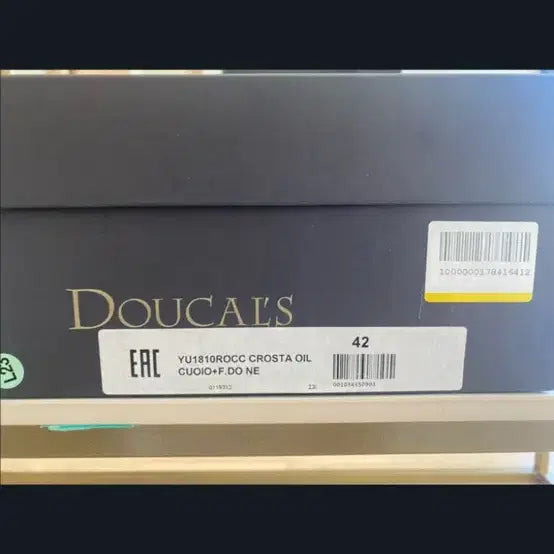 1000000178416412
DOUCAL'S
L23
EAC
YU1810ROCC CROSTA OIL
CUOIO+F.DO NE
42